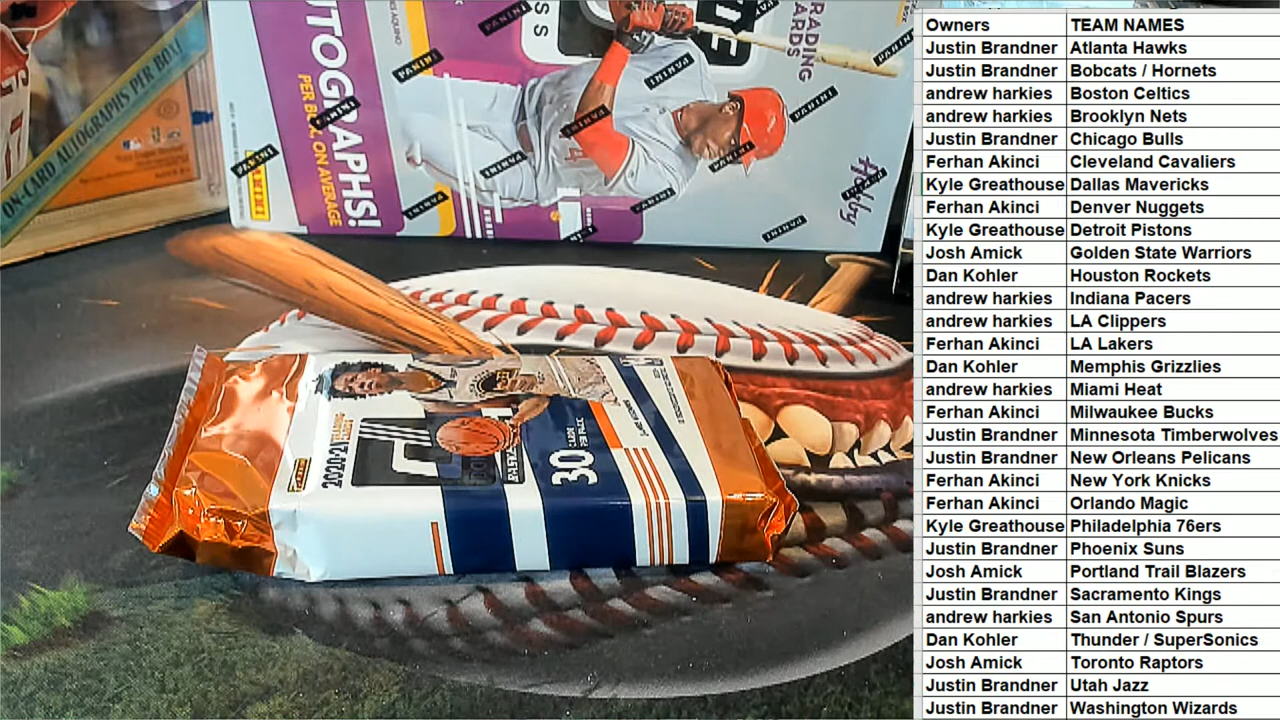 ON-CARD AUTOGRAPHS PER BOX!
UTOGRAPHS!
PER BOX, ON AVERAGE
PANINI
Hobby
2020-21
30
CARDS
PER PACK
Owners TEAM NAMES
Justin Brandner Atlanta Hawks
Justin Brandner Bobcats / Hornets
andrew harkies Boston Celtics
andrew harkies Brooklyn Nets
Justin Brandner Chicago Bulls
Ferhan Akinci Cleveland Cavaliers
Kyle Greathouse Dallas Mavericks
Ferhan Akinci Denver Nuggets
Kyle Greathouse Detroit Pistons
Josh Amick Golden State Warriors
Dan Kohler Houston Rockets
andrew harkies Indiana Pacers
andrew harkies LA Clippers
Ferhan Akinci LA Lakers
Dan Kohler Memphis Grizzlies
andrew harkies Miami Heat
Ferhan Akinci Milwaukee Bucks
Justin Brandner Minnesota Timberwolves
Justin Brandner New Orleans Pelicans
Ferhan Akinci New York Knicks
Ferhan Akinci Orlando Magic
Kyle Greathouse Philadelphia 76ers
Justin Brandner Phoenix Suns
Josh Amick Portland Trail Blazers
Justin Brandner Sacramento Kings
andrew harkies San Antonio Spurs
Dan Kohler Thunder / SuperSonics
Josh Amick Toronto Raptors
Justin Brandner Utah Jazz
Justin Brandner Washington Wizards